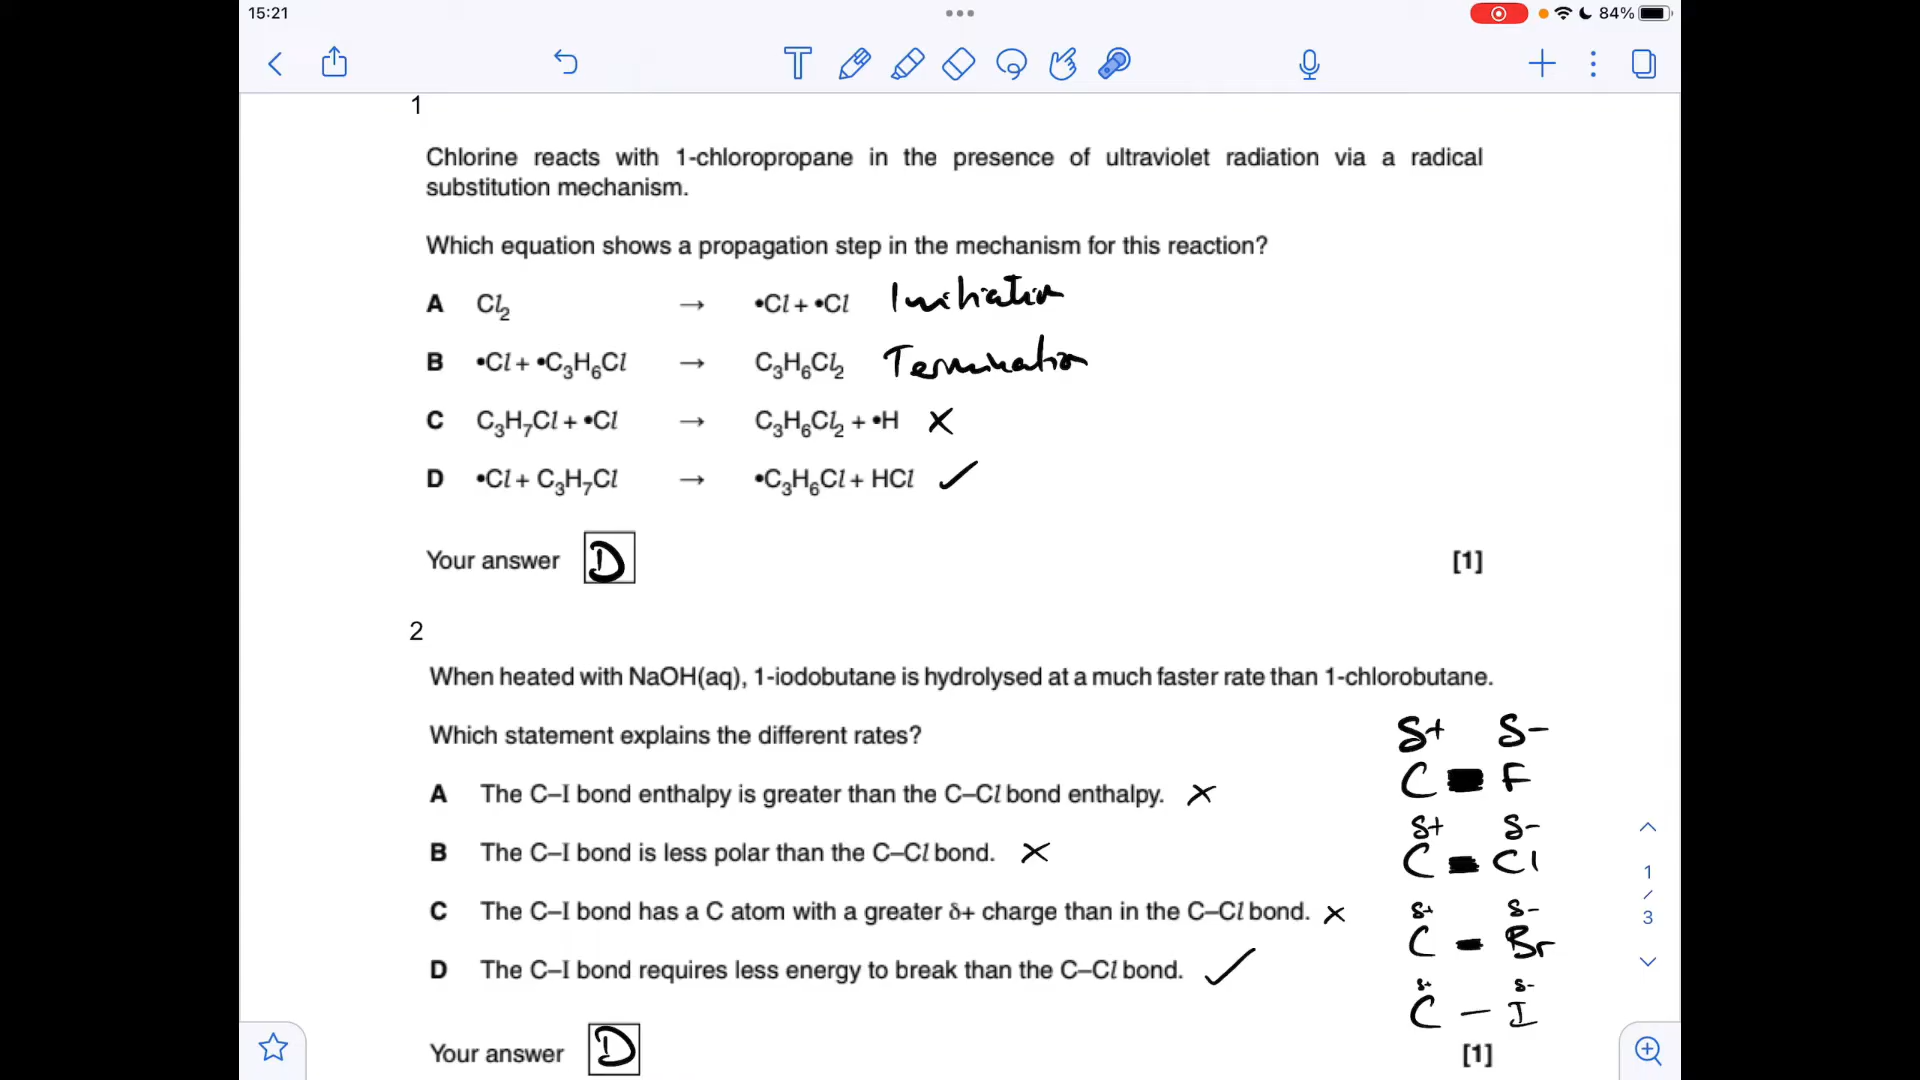 15:21
84%
1
Chlorine reacts with 1-chloropropane in the presence of ultraviolet radiation via a radical
substitution mechanism.
Which equation shows a propagation step in the mechanism for this reaction?
A Cl₂ → •Cl + •Cl Initiation
B •Cl + •C₃H₆Cl → C₃H₆Cl₂ Termination
C C₃H₇Cl + •Cl → C₃H₆Cl₂ + •H ✗
D •Cl + C₃H₇Cl → •C₃H₆Cl + HCl ✓
Your answer D [1]
2
When heated with NaOH(aq), 1-iodobutane is hydrolysed at a much faster rate than 1-chlorobutane.
Which statement explains the different rates?
A The C–I bond enthalpy is greater than the C–Cl bond enthalpy. ✗
B The C–I bond is less polar than the C–Cl bond. ✗
C The C–I bond has a C atom with a greater δ+ charge than in the C–Cl bond. ✗
D The C–I bond requires less energy to break than the C–Cl bond. ✓
Your answer D [1]
δ+ δ-
C - F
δ+ δ-
C - Cl
δ+ δ-
C - Br
δ+ δ-
C - I
1
/
3